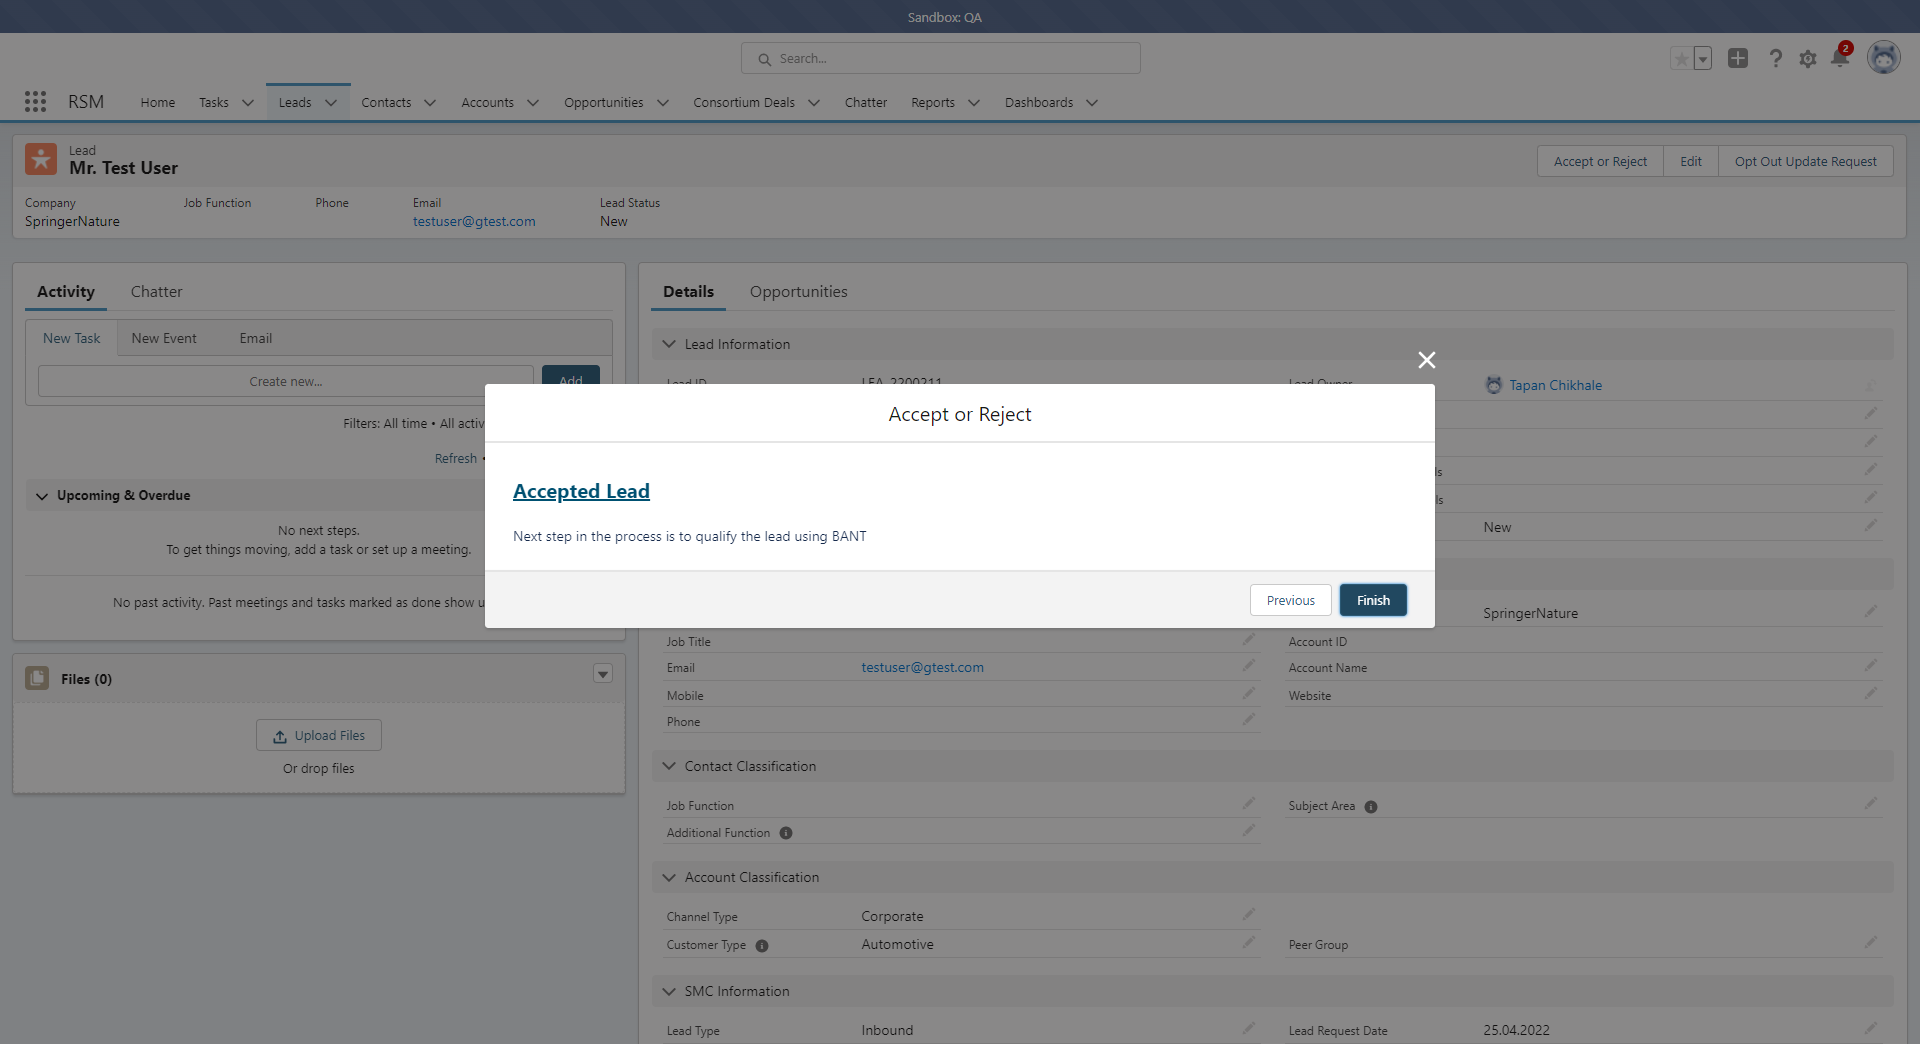 Sandbox: QA
Search...
2
RSM
Home
Tasks
Leads
Contacts
Accounts
Opportunities
Consortium Deals
Chatter
Reports
Dashboards
Lead
Mr. Test User
Accept or Reject
Edit
Opt Out Update Request
Company
SpringerNature
Job Function
Phone
Email
testuser@gtest.com
Lead Status
New
Activity
Chatter
New Task
New Event
Email
Create new...
Add
Filters: All time • All activ
Refresh •
Upcoming & Overdue
No next steps.
To get things moving, add a task or set up a meeting.
No past activity. Past meetings and tasks marked as done show u
Files (0)
Upload Files
Or drop files
Details
Opportunities
Lead Information
Lead ID
LEA-2200211
Lead Owner
Tapan Chikhale
ls
ls
New
Accept or Reject
Accepted Lead
Next step in the process is to qualify the lead using BANT
Previous
Finish
SpringerNature
Job Title
Account ID
Email
testuser@gtest.com
Account Name
Mobile
Website
Phone
Contact Classification
Job Function
Subject Area
Additional Function
Account Classification
Channel Type
Corporate
Customer Type
Automotive
Peer Group
SMC Information
Lead Type
Inbound
Lead Request Date
25.04.2022